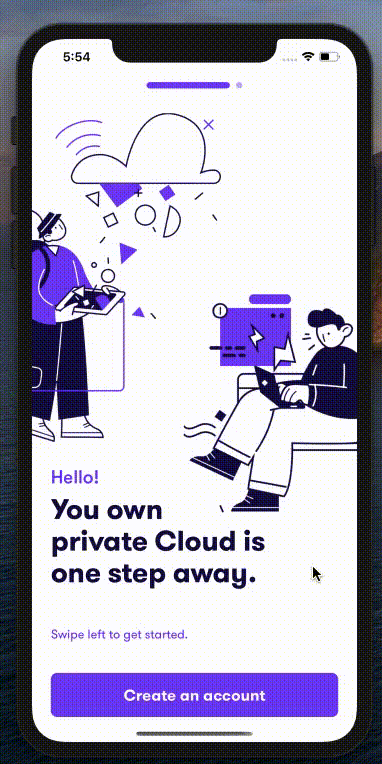 5:54
Hello!
You own
private Cloud is
one step away.
Swipe left to get started.
Create an account